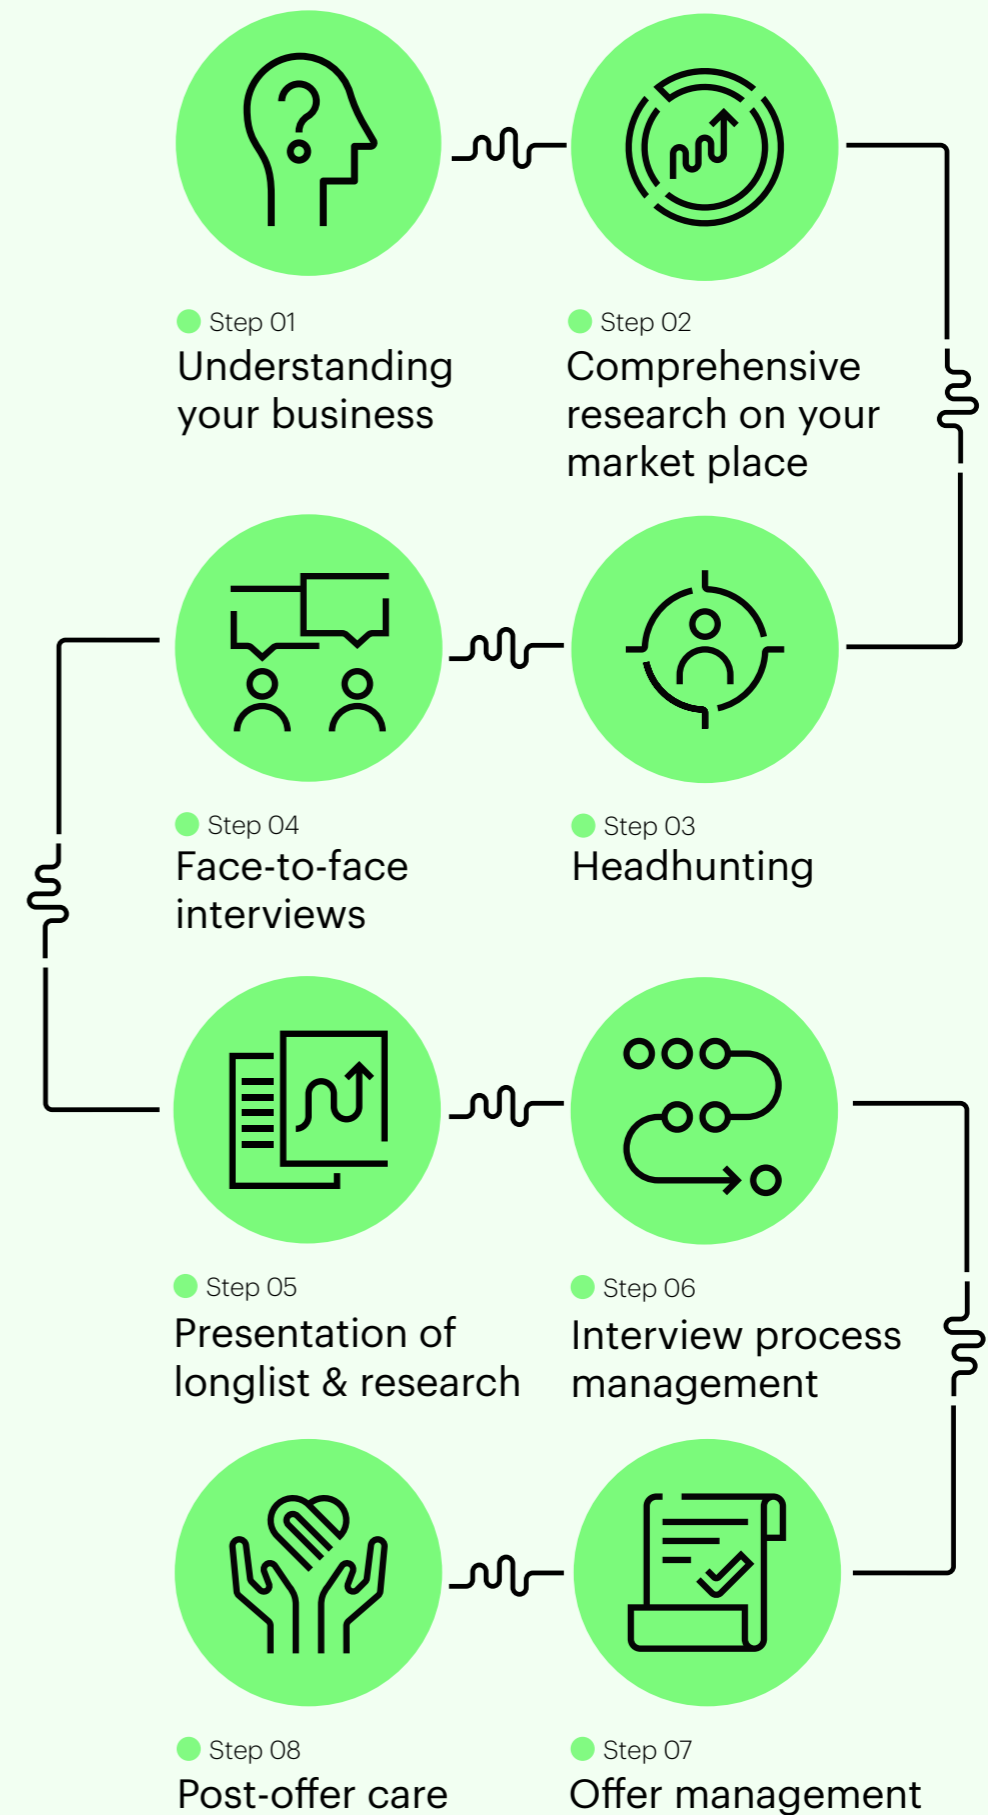 Step 01
Understanding
your business
Step 02
Comprehensive
research on your
market place
Step 04
Face-to-face
interviews
Step 03
Headhunting
Step 05
Presentation of
longlist & research
Step 06
Interview process
management
Step 08
Post-offer care
Step 07
Offer management